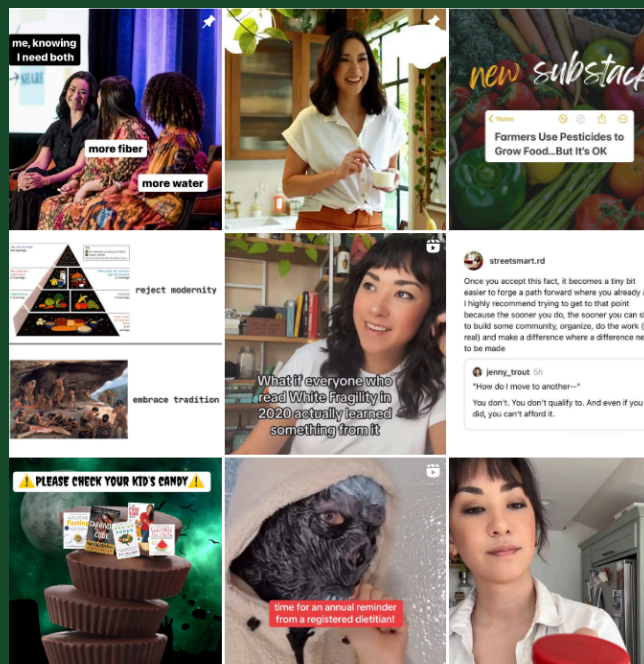 me, knowing
I need both
SHARE
more fiber
more water
new substack
Notes
Farmers Use Pesticides to
Grow Food...But It's OK
reject modernity
embrace tradition
What if everyone who
read White Fragility in
2020 actually learned
something from it
streetsmart.rd
Once you accept this fact, it becomes a tiny bit
easier to forge a path forward where you already
I highly recommend trying to get to that point
because the sooner you do, the sooner you can
to build some community, organize, do the work
real) and make a difference where a difference
to be made
jenny_trout 5h
"How do I move to another—"
You don't. You don't qualify to. And even if you
did, you can't afford it.
⚠️PLEASE CHECK YOUR KID'S CANDY⚠️
CARNIVORE
CODE
time for an annual reminder
from a registered dietitian!